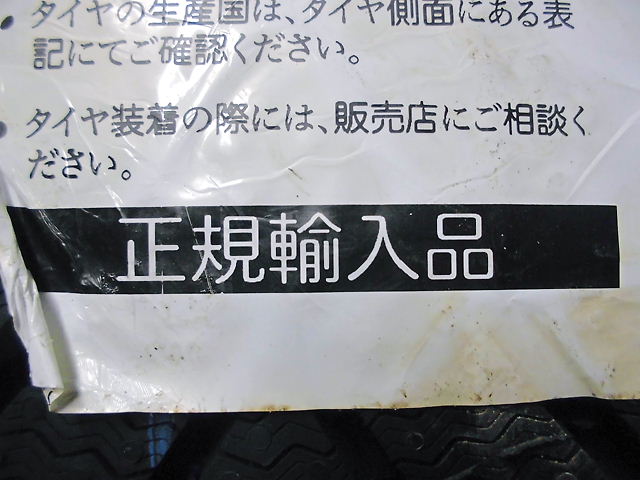 タイヤの生産国は、タイヤ側面にある表
記にてご確認ください。
タイヤ装着の際には、販売店にご相談く
ださい。
正規輸入品